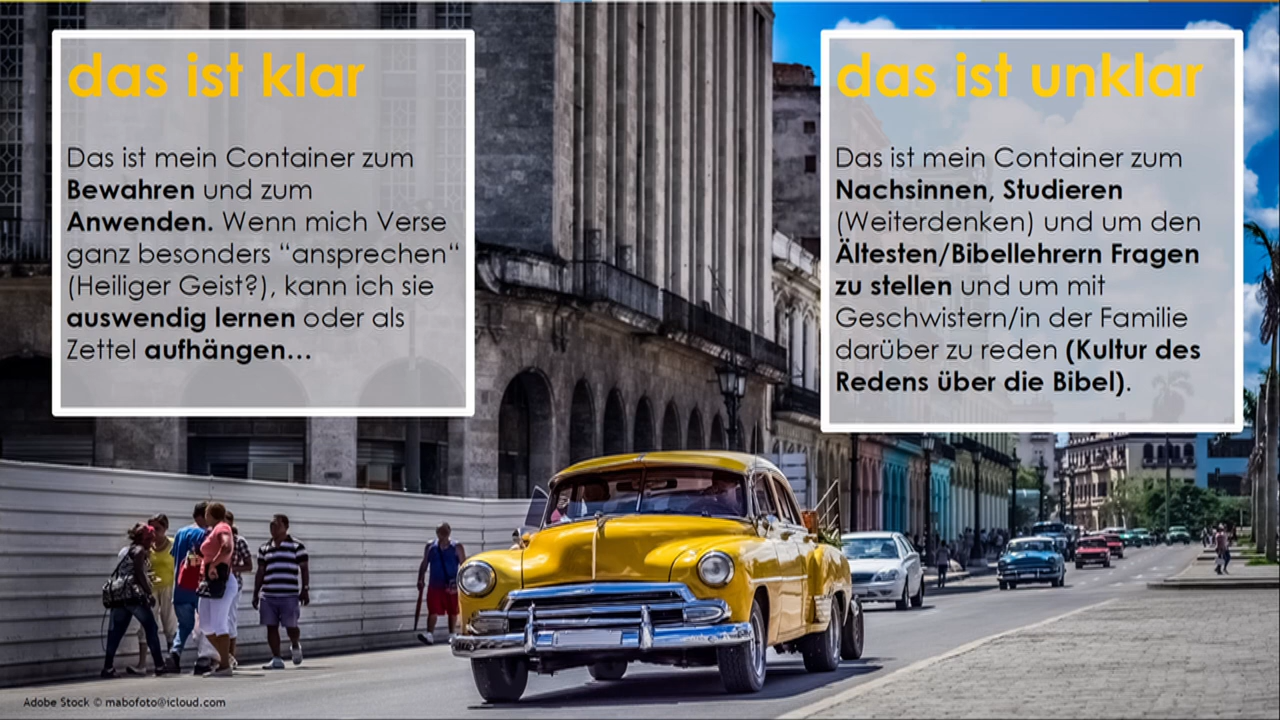 das ist klar
Das ist mein Container zum
Bewahren und zum
Anwenden. Wenn mich Verse
ganz besonders “ansprechen“
(Heiliger Geist?), kann ich sie
auswendig lernen oder als
Zettel aufhängen…
das ist unklar
Das ist mein Container zum
Nachsinnen, Studieren
(Weiterdenken) und um den
Ältesten/Bibellehrern Fragen
zu stellen und um mit
Geschwistern/in der Familie
darüber zu reden (Kultur des
Redens über die Bibel).
Adobe Stock © mabofoto@icloud.com